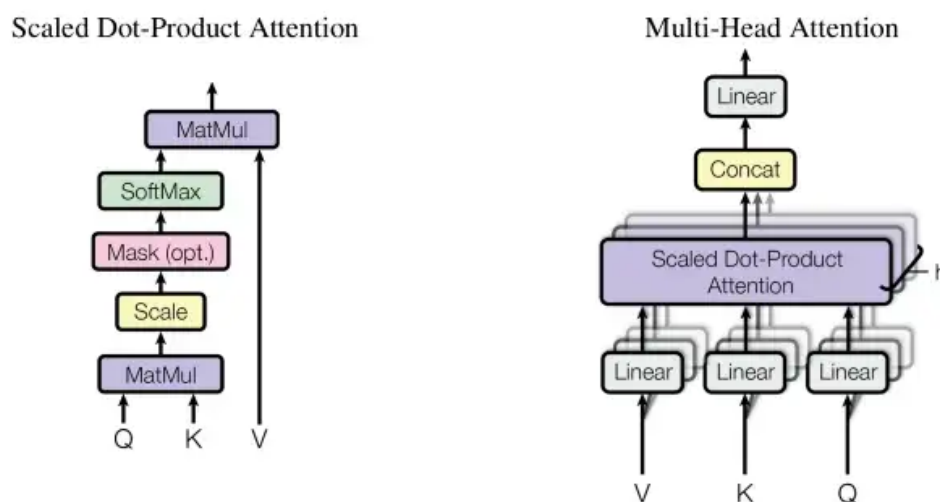 Scaled Dot-Product Attention
MatMul
SoftMax
Mask (opt.)
Scale
MatMul
Q K V
Multi-Head Attention
Linear
Concat
Scaled Dot-Product
Attention
h
Linear Linear Linear
V K Q